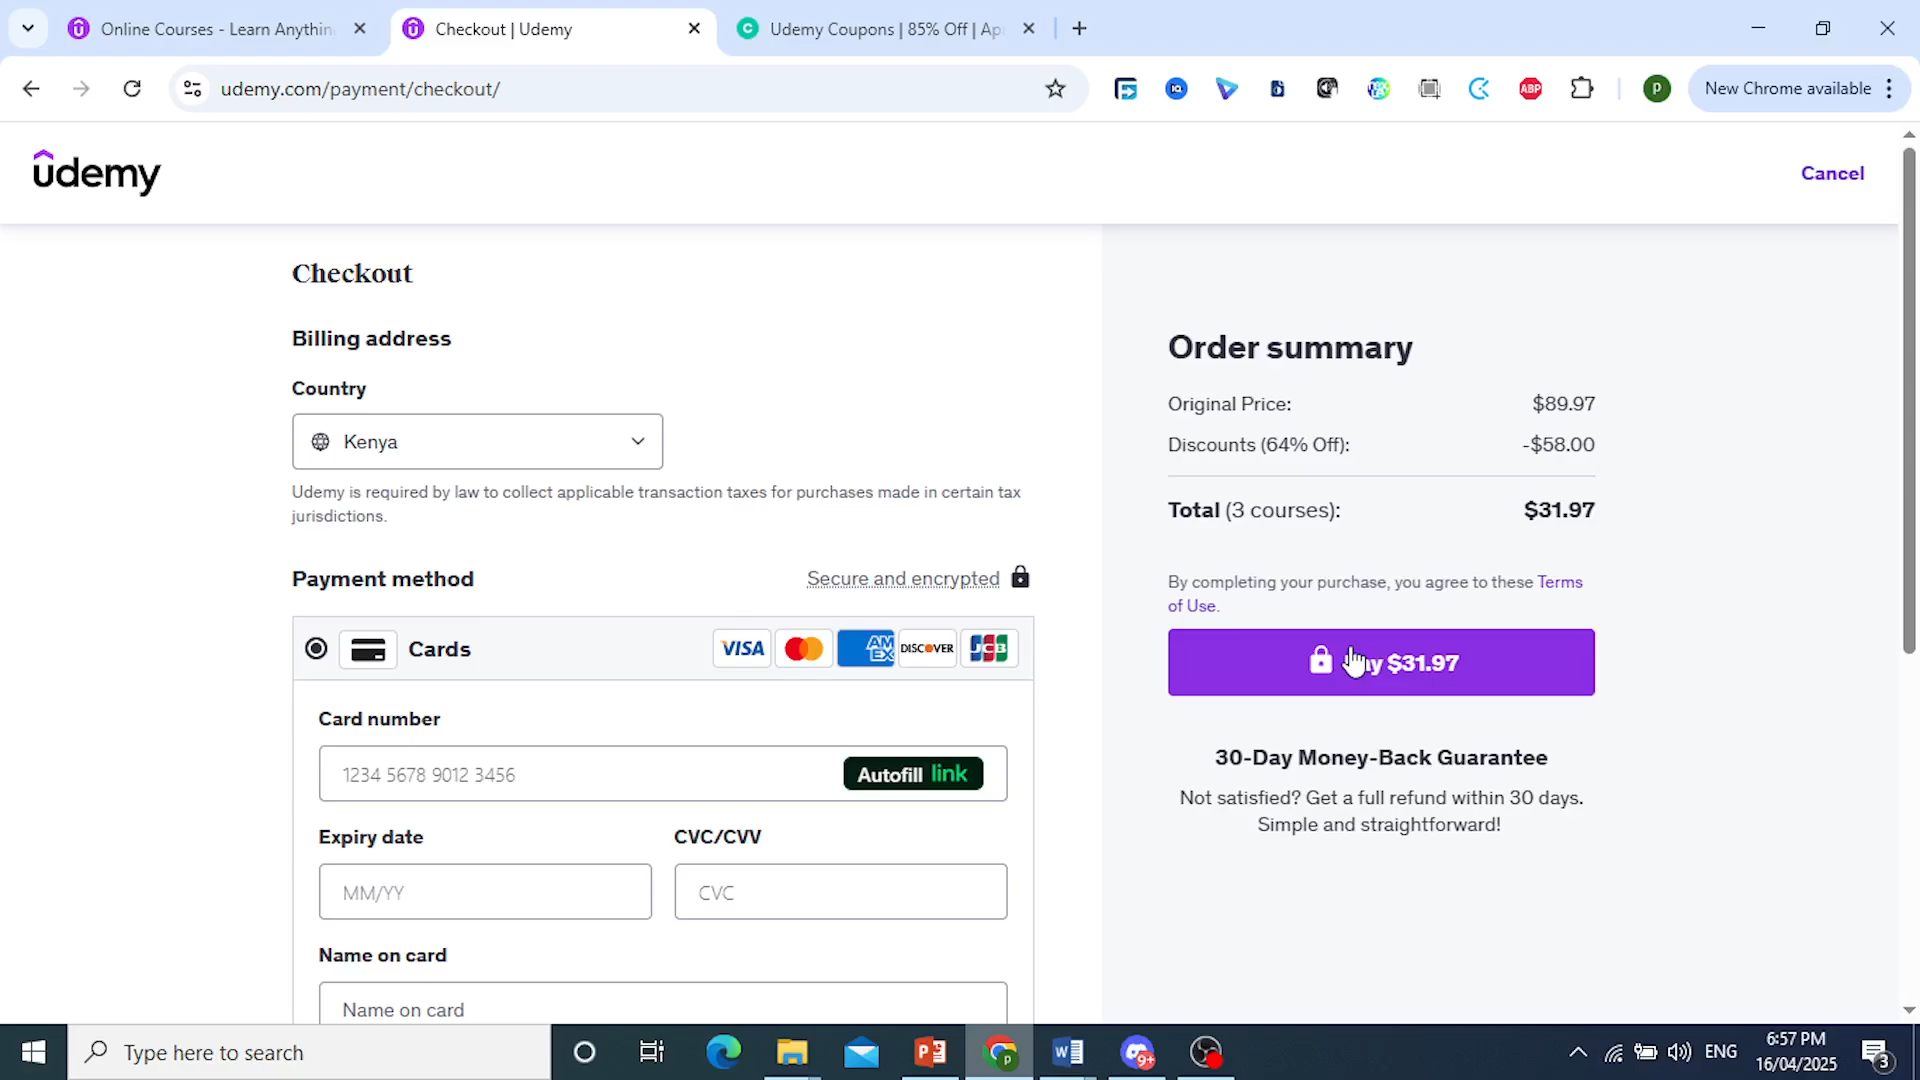 Online Courses - Learn Anythin
Checkout | Udemy
Udemy Coupons | 85% Off | Ap
udemy.com/payment/checkout/
ABP
P
New Chrome available
udemy
Cancel
Checkout
Billing address
Country
Kenya
Udemy is required by law to collect applicable transaction taxes for purchases made in certain tax
jurisdictions.
Payment method
Secure and encrypted
Cards
VISA
AM
EX
DISCOVER
JCB
Card number
1234 5678 9012 3456
Autofill link
Expiry date
CVC/CVV
MM/YY
CVC
Name on card
Name on card
Order summary
Original Price:
$89.97
Discounts (64% Off):
-$58.00
Total (3 courses):
$31.97
By completing your purchase, you agree to these Terms
of Use.
$31.97
30-Day Money-Back Guarantee
Not satisfied? Get a full refund within 30 days.
Simple and straightforward!
Type here to search
9+
ENG
6:57 PM
16/04/2025
3